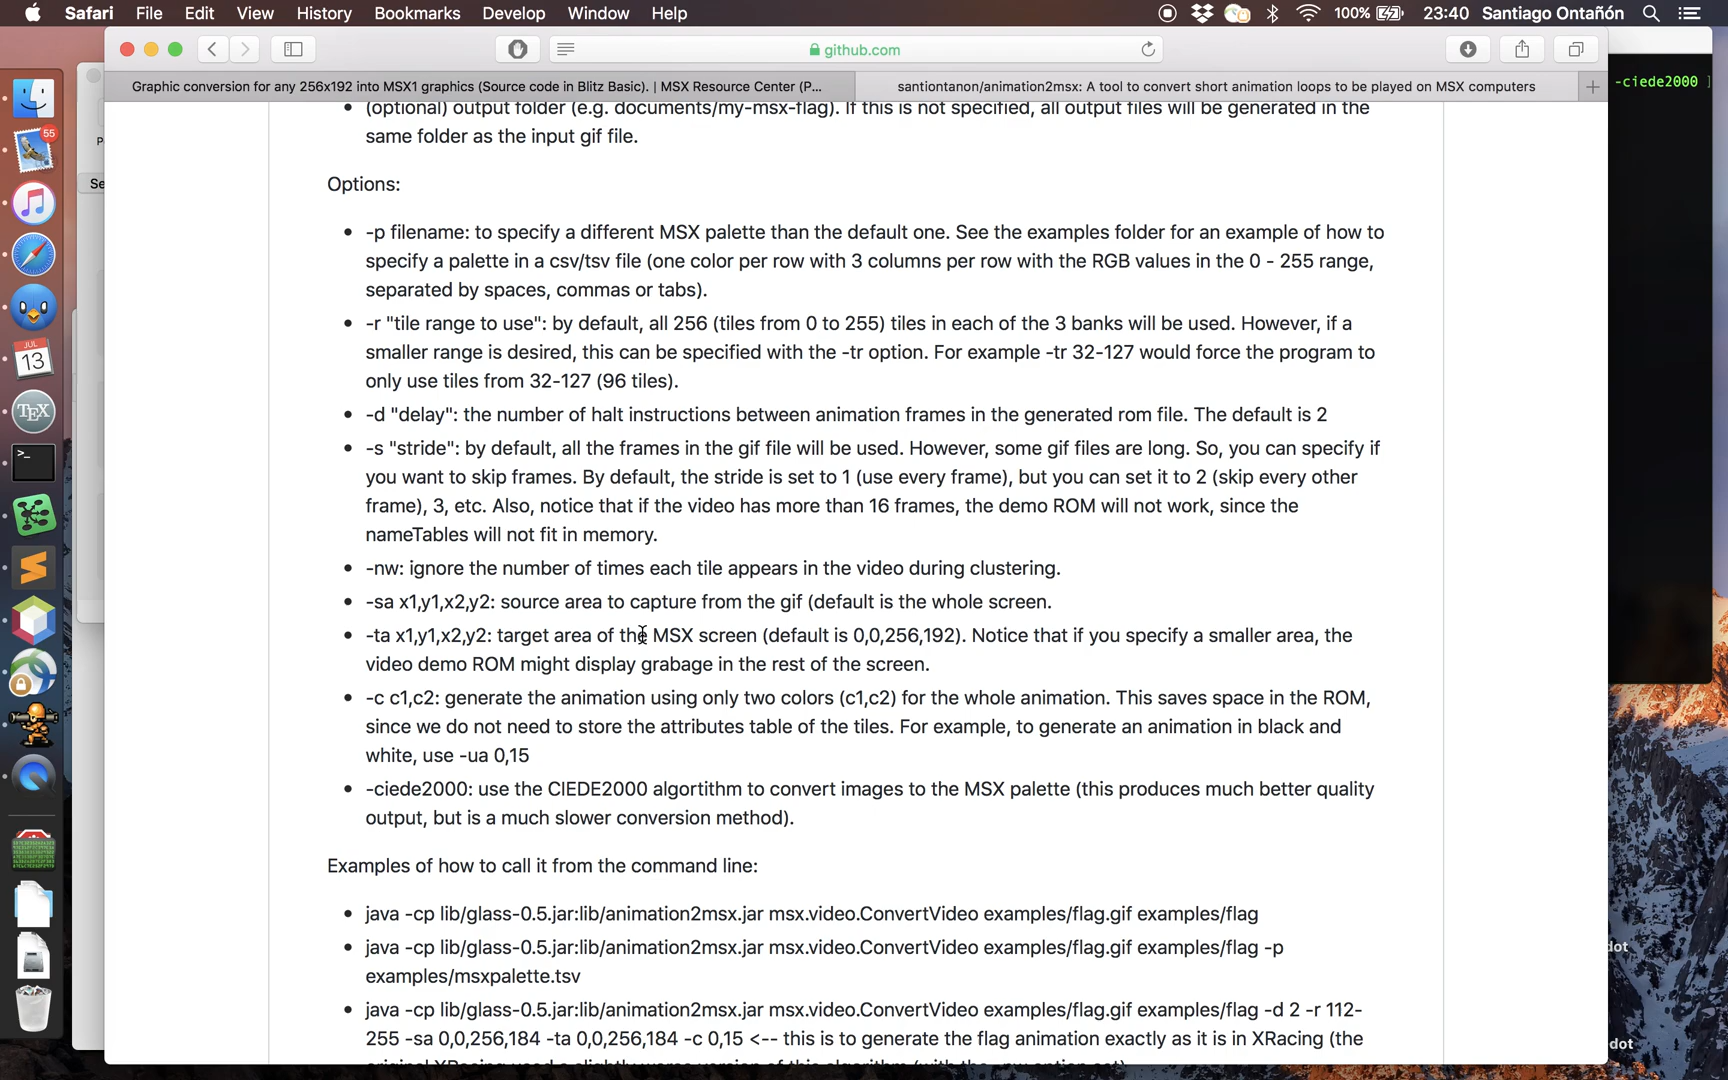 Safari File Edit View History Bookmarks Develop Window Help 100% 23:40 Santiago Ontañón
github.com
Graphic conversion for any 256x192 into MSX1 graphics (Source code in Blitz Basic). | MSX Resource Center (P... santiontanon/animation2msx: A tool to convert short animation loops to be played on MSX computers +
-ciede2000 ]
55
P
Se
JUL
13
TEX
>_
(optional) output folder (e.g. documents/my-msx-flag). If this is not specified, all output files will be generated in the
same folder as the input gif file.
Options:
• -p filename: to specify a different MSX palette than the default one. See the examples folder for an example of how to
specify a palette in a csv/tsv file (one color per row with 3 columns per row with the RGB values in the 0 - 255 range,
separated by spaces, commas or tabs).
• -r "tile range to use": by default, all 256 (tiles from 0 to 255) tiles in each of the 3 banks will be used. However, if a
smaller range is desired, this can be specified with the -tr option. For example -tr 32-127 would force the program to
only use tiles from 32-127 (96 tiles).
• -d "delay": the number of halt instructions between animation frames in the generated rom file. The default is 2
• -s "stride": by default, all the frames in the gif file will be used. However, some gif files are long. So, you can specify if
you want to skip frames. By default, the stride is set to 1 (use every frame), but you can set it to 2 (skip every other
frame), 3, etc. Also, notice that if the video has more than 16 frames, the demo ROM will not work, since the
nameTables will not fit in memory.
• -nw: ignore the number of times each tile appears in the video during clustering.
• -sa x1,y1,x2,y2: source area to capture from the gif (default is the whole screen.
• -ta x1,y1,x2,y2: target area of the MSX screen (default is 0,0,256,192). Notice that if you specify a smaller area, the
video demo ROM might display grabage in the rest of the screen.
• -c c1,c2: generate the animation using only two colors (c1,c2) for the whole animation. This saves space in the ROM,
since we do not need to store the attributes table of the tiles. For example, to generate an animation in black and
white, use -ua 0,15
• -ciede2000: use the CIEDE2000 algortithm to convert images to the MSX palette (this produces much better quality
output, but is a much slower conversion method).
Examples of how to call it from the command line:
• java -cp lib/glass-0.5.jar:lib/animation2msx.jar msx.video.ConvertVideo examples/flag.gif examples/flag
• java -cp lib/glass-0.5.jar:lib/animation2msx.jar msx.video.ConvertVideo examples/flag.gif examples/flag -p
examples/msxpalette.tsv
• java -cp lib/glass-0.5.jar:lib/animation2msx.jar msx.video.ConvertVideo examples/flag.gif examples/flag -d 2 -r 112-
255 -sa 0,0,256,184 -ta 0,0,256,184 -c 0,15 <-- this is to generate the flag animation exactly as it is in XRacing (the
original XRacing used a slightly worse version of this algorithm (with the -nw option set)
dot
dot